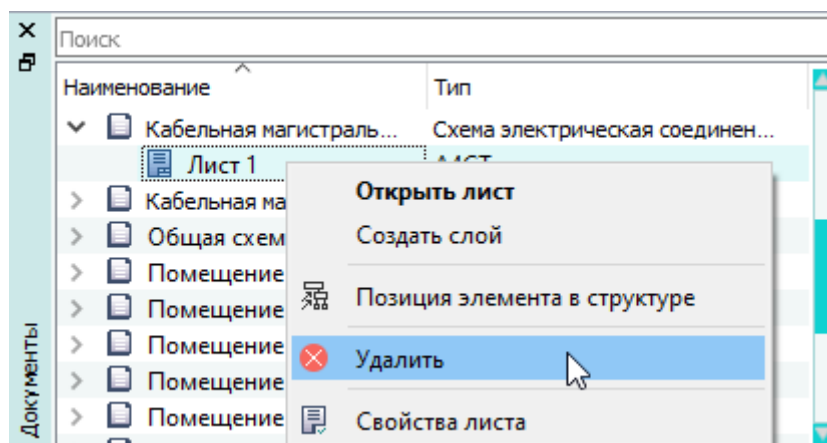 Поиск
Наименование Тип
Кабельная магистраль... Схема электрическая соединен...
Лист 1
Кабельная ма
Общая схем
Помещение
Помещение
Помещение
Помещение
Помещение
Открыть лист
Создать слой
Позиция элемента в структуре
Удалить
Свойства листа
Документы